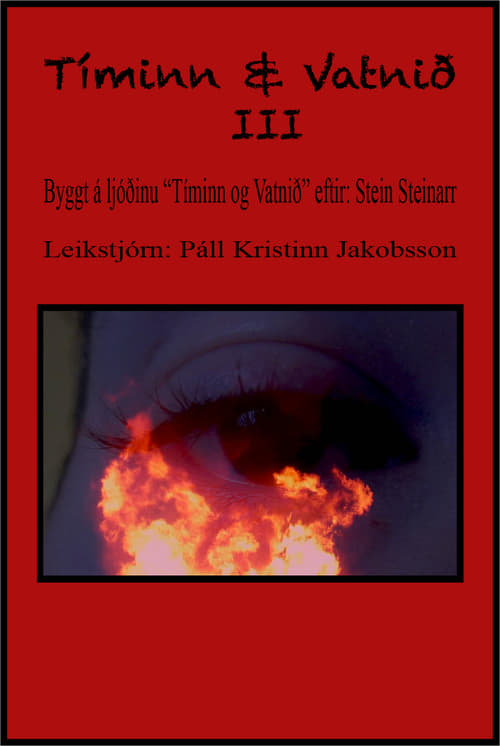 Tíminn & Vatnið
III
Byggt á ljóðinu “Tíminn og Vatnið” eftir: Stein Steinarr
Leikstjórn: Páll Kristinn Jakobsson